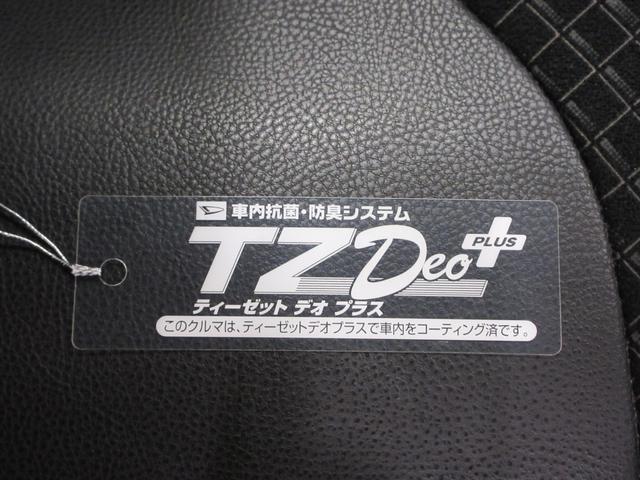 車内抗菌・防臭システム
TZDeo PLUS
ティーゼット デオ プラス
このクルマは、ティーゼットデオプラスで車内をコーティング済です。